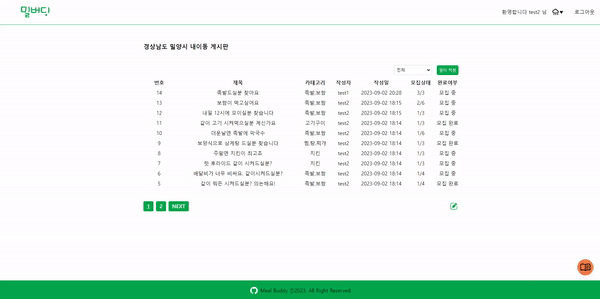 밀버디
환영합니다 test2 님 로그아웃
경상남도 밀양시 내이동 게시판
전체 필터 적용
번호 제목 카테고리 작성자 작성일 모집상태 완료여부
14 족발드실분 찾아요 족발,보쌈 test1 2023-09-02 20:28 3/3 모집 중
13 보쌈이 먹고싶어요 족발,보쌈 test2 2023-09-02 18:15 2/6 모집 중
12 내일 12시에 모이실분 찾습니다 족발,보쌈 test2 2023-09-02 18:15 1/3 모집 중
11 같이 고기 시켜먹으실분 계신가요 고기구이 test2 2023-09-02 18:14 1/3 모집 완료
10 더운날엔 족발에 막국수 족발,보쌈 test2 2023-09-02 18:14 1/6 모집 중
9 보양식으로 삼계탕 드실분 찾습니다 찜,탕,찌개 test2 2023-09-02 18:14 1/3 모집 중
8 주말엔 치킨이 최고죠 치킨 test2 2023-09-02 18:14 1/3 모집 중
7 핫 후라이드 같이 시켜드실분? 치킨 test2 2023-09-02 18:14 1/3 모집 중
6 배달비가 너무 비싸요. 같이시켜드실분? 족발,보쌈 test2 2023-09-02 18:14 1/4 모집 중
5 같이 뭐든 시켜드실분? 의논해요! 족발,보쌈 test2 2023-09-02 18:14 1/4 모집 완료
1 2 NEXT
Meal Buddy ⓒ2023. All Right Reserved.